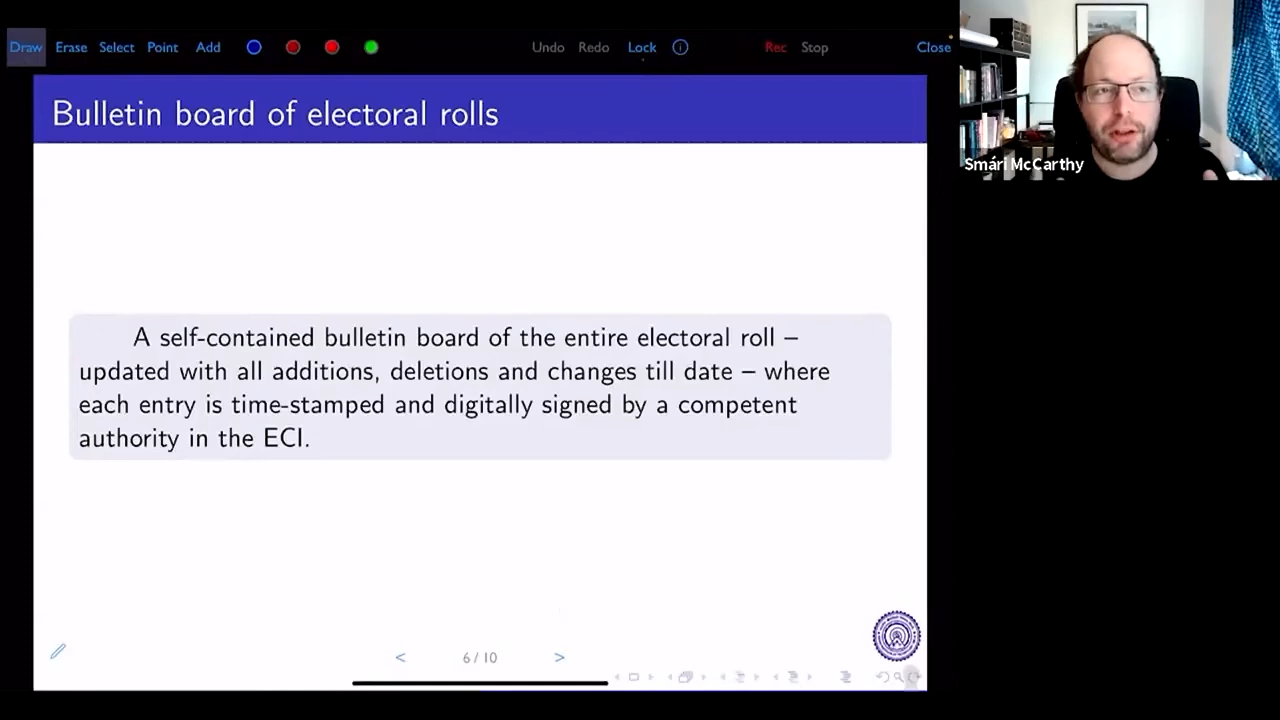 Draw Erase Select Point Add Undo Redo Lock Rec Stop Close
Smári McCarthy
Bulletin board of electoral rolls
A self-contained bulletin board of the entire electoral roll –
updated with all additions, deletions and changes till date – where
each entry is time-stamped and digitally signed by a competent
authority in the ECI.
< 6 / 10 >